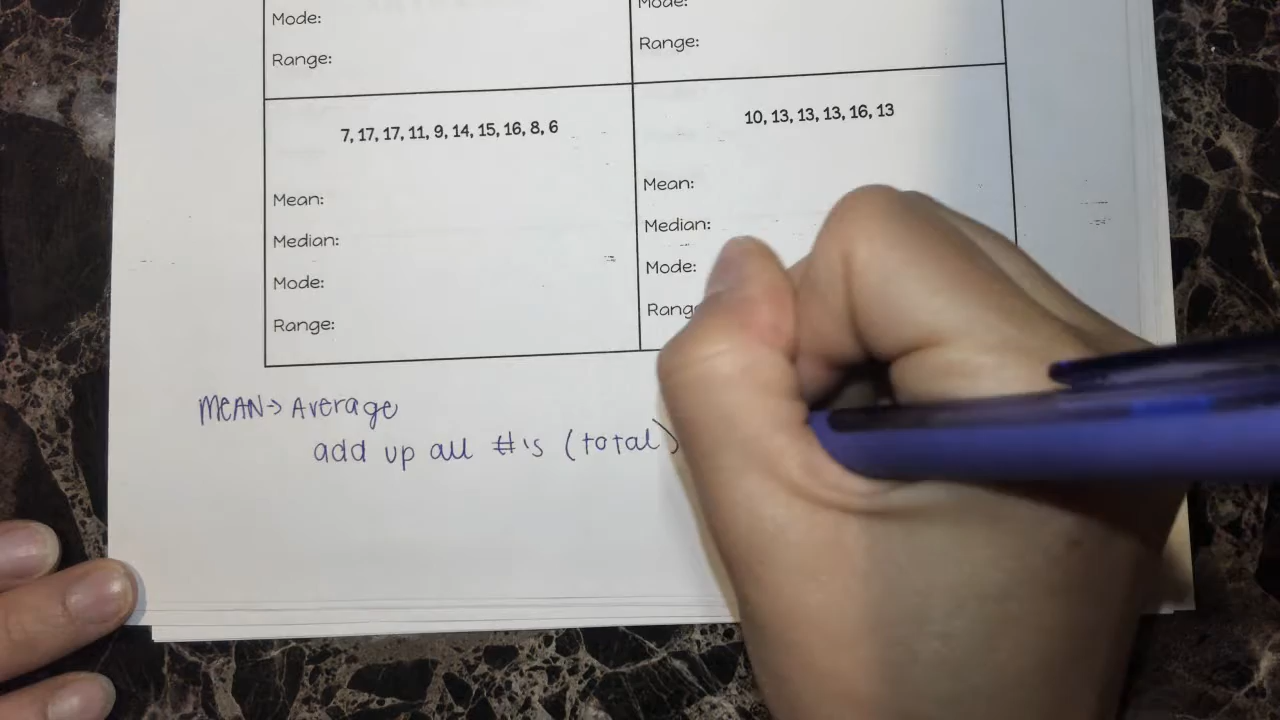 Mode:
Range:
Mode:
Range:
7, 17, 17, 11, 9, 14, 15, 16, 8, 6
Mean:
Median:
Mode:
Range:
10, 13, 13, 13, 16, 13
Mean:
Median:
Mode:
Rang
MEAN→ Average
add up all #'s (total)